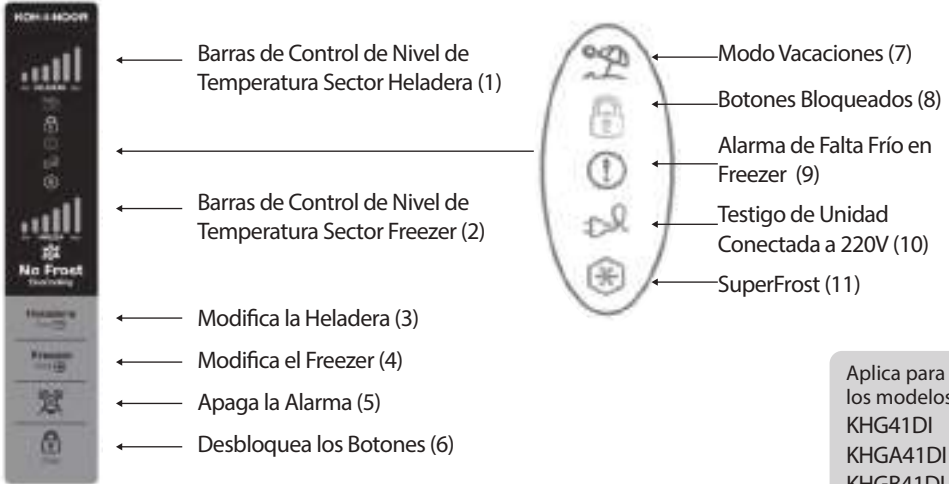 KOH-I-NOOR
Barras de Control de Nivel de
Temperatura Sector Heladera (1)
Barras de Control de Nivel de
Temperatura Sector Freezer (2)
No Frost
Heladera
Freezer
Modifica la Heladera (3)
Modifica el Freezer (4)
Apaga la Alarma (5)
Desbloquea los Botones (6)
Modo Vacaciones (7)
Botones Bloqueados (8)
Alarma de Falta Frío en
Freezer (9)
Testigo de Unidad
Conectada a 220V (10)
SuperFrost (11)
Aplica para
los modelos
KHG41DI
KHGA41DI
KHGB41DI